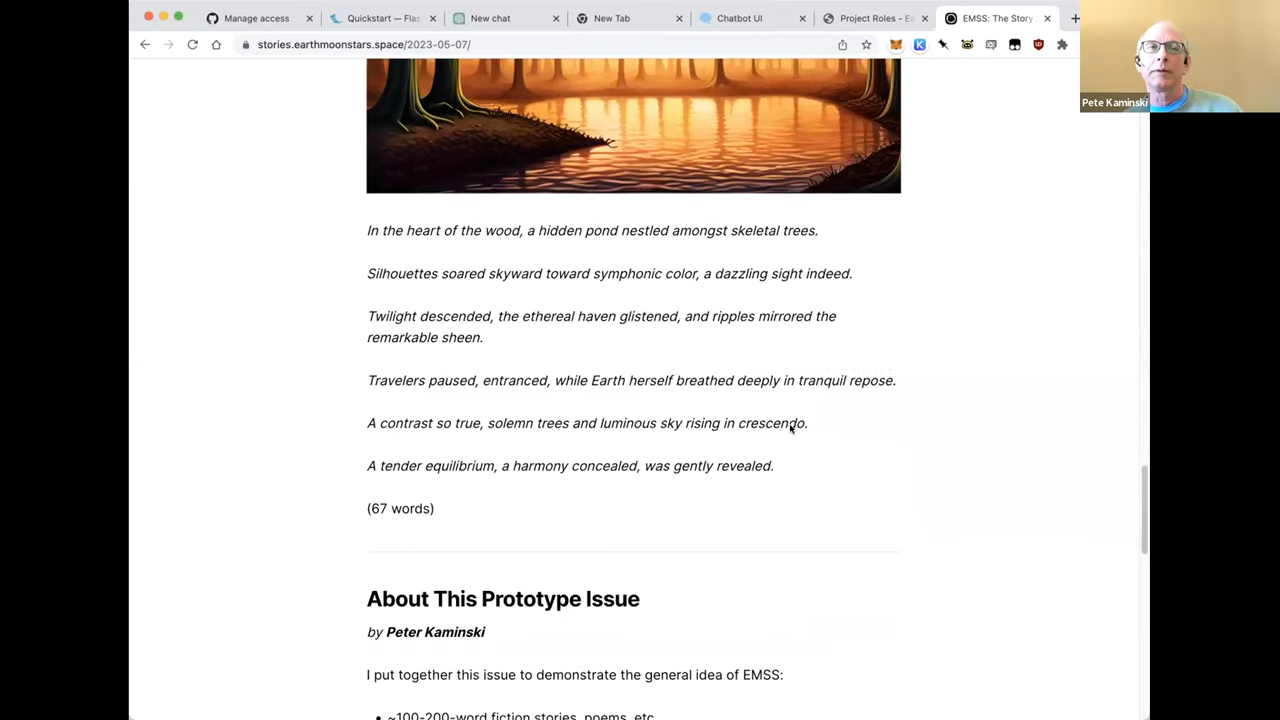 Manage access
Quickstart — Flas
New chat
New Tab
Chatbot UI
Project Roles - Ea
EMSS: The Story
stories.earthmoonstars.space/2023-05-07/
Pete Kaminski
In the heart of the wood, a hidden pond nestled amongst skeletal trees.
Silhouettes soared skyward toward symphonic color, a dazzling sight indeed.
Twilight descended, the ethereal haven glistened, and ripples mirrored the
remarkable sheen.
Travelers paused, entranced, while Earth herself breathed deeply in tranquil repose.
A contrast so true, solemn trees and luminous sky rising in crescendo.
A tender equilibrium, a harmony concealed, was gently revealed.
(67 words)
About This Prototype Issue
by Peter Kaminski
I put together this issue to demonstrate the general idea of EMSS:
• ~100-200-word fiction stories, poems, etc.